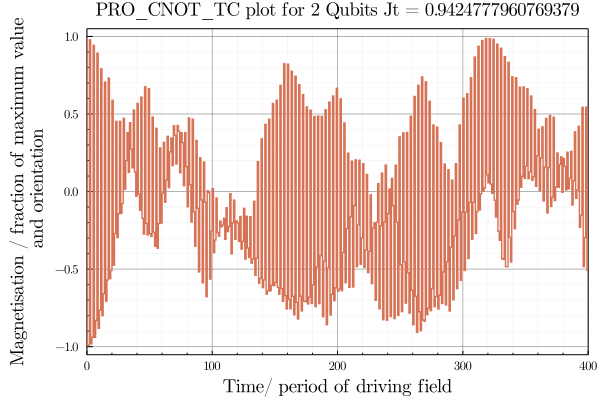 PRO_CNOT_TC plot for 2 Qubits Jt = 0.9424777960769379
Magnetisation / fraction of maximum value
and orientation
1.0
0.5
0.0
−0.5
−1.0
0
100
200
300
400
Time/ period of driving field